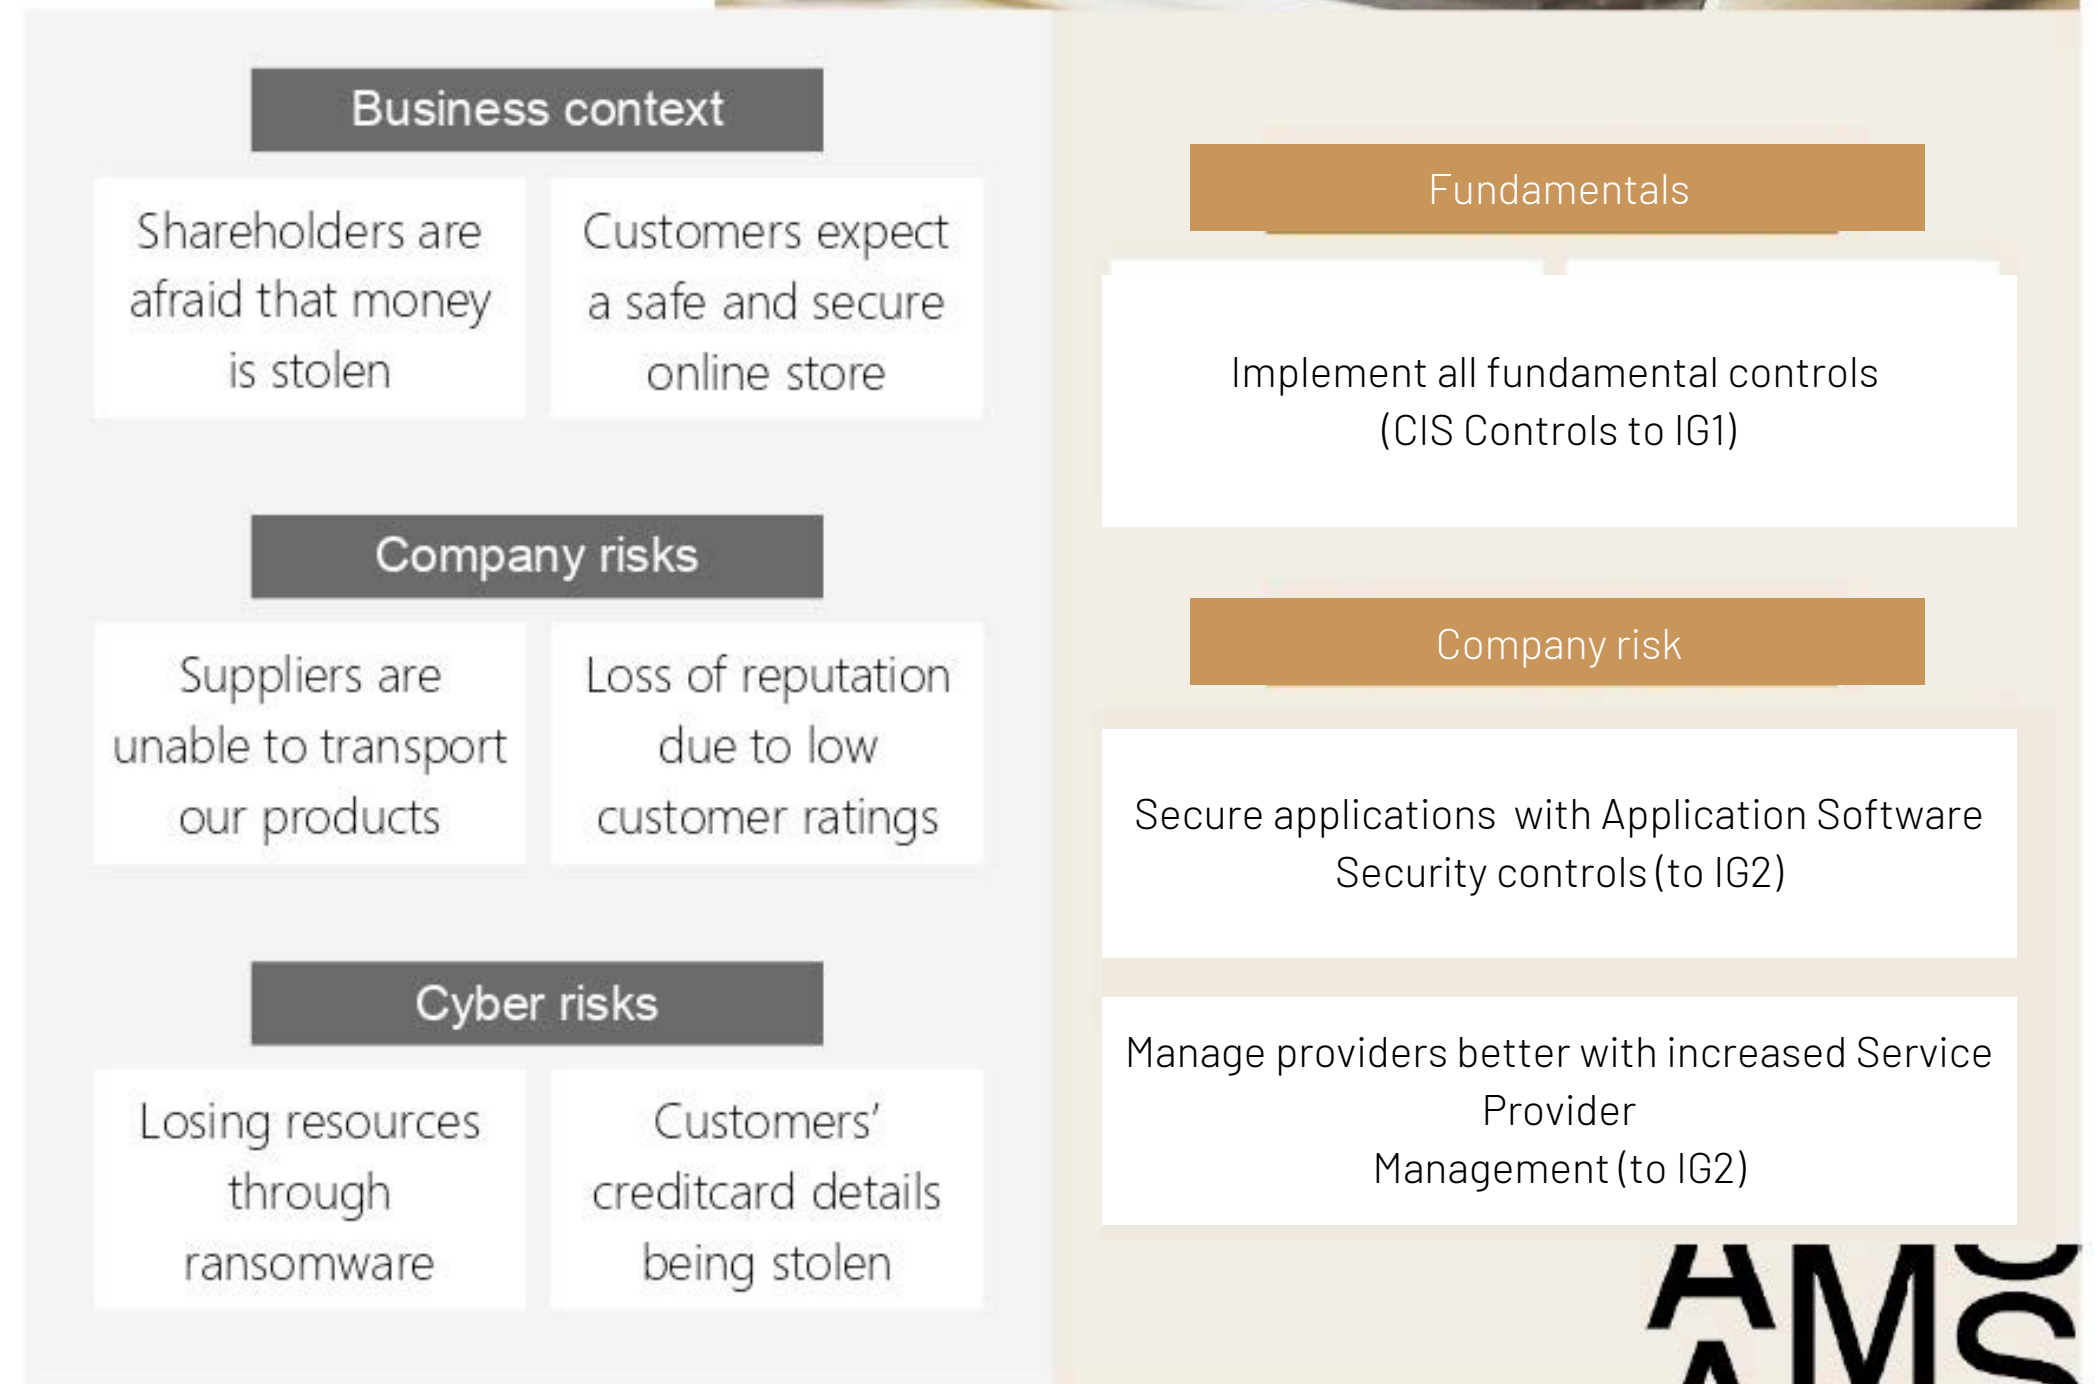 Business context
Shareholders are
afraid that money
is stolen
Customers expect
a safe and secure
online store
Company risks
Suppliers are
unable to transport
our products
Loss of reputation
due to low
customer ratings
Cyber risks
Losing resources
through
ransomware
Customers’
creditcard details
being stolen
Fundamentals
Implement all fundamental controls
(CIS Controls to IG1)
Company risk
Secure applications  with Application Software
Security controls (to IG2)
Manage providers better with increased Service
Provider
Management (to IG2)
AMS